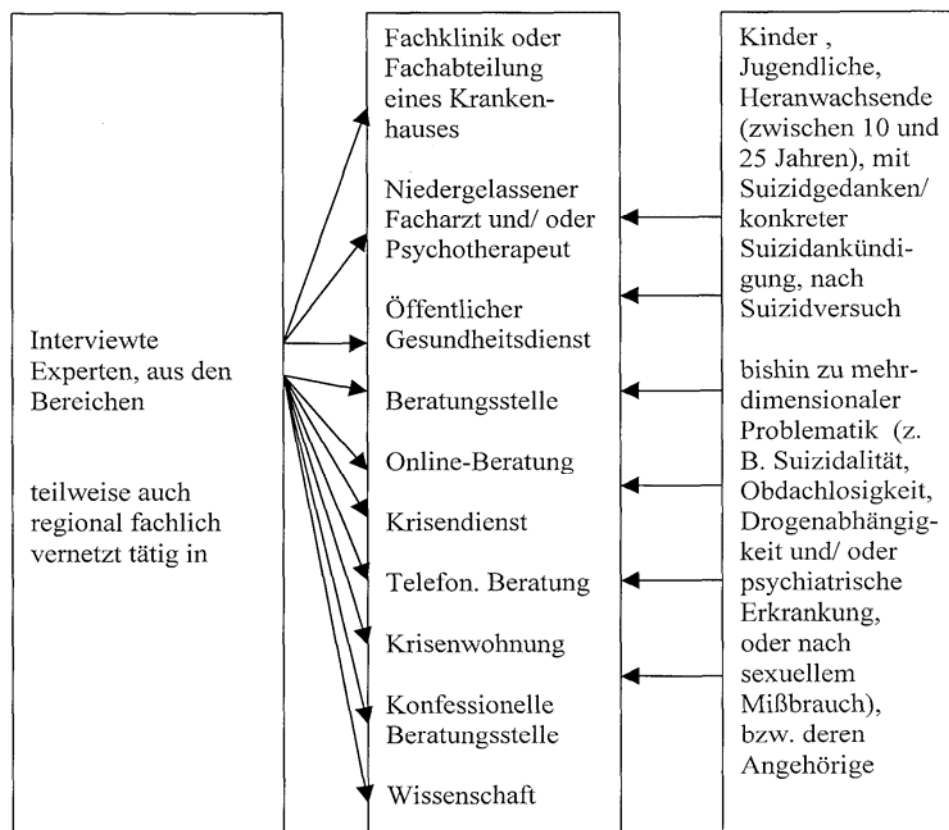 Interviewte
Experten, aus den
Bereichen
teilweise auch
regional fachlich
vernetzt tätig in
Fachklinik oder
Fachabteilung
eines Kranken-
hauses
Niedergelassener
Facharzt und/ oder
Psychotherapeut
Öffentlicher
Gesundheitsdienst
Beratungsstelle
Online-Beratung
Krisendienst
Telefon. Beratung
Krisenwohnung
Konfessionelle
Beratungsstelle
Wissenschaft
Kinder ,
Jugendliche,
Heranwachsende
(zwischen 10 und
25 Jahren), mit
Suizidgedanken/
konkreter
Suizidankündi-
gung, nach
Suizidversuch
bishin zu mehr-
dimensionaler
Problematik (z.
B. Suizidalität,
Obdachlosigkeit,
Drogenabhängig-
keit und/ oder
psychiatrische
Erkrankung,
oder nach
sexuellem
Mißbrauch),
bzw. deren
Angehörige